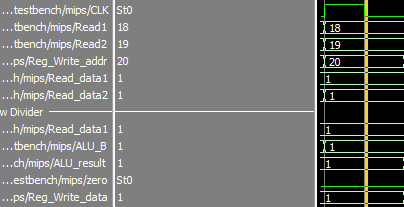 ...testbench/mips/CLK St0
...tbench/mips/Read1 18 18
...tbench/mips/Read2 19 19
...ps/Reg_Write_addr 20 20
...h/mips/Read_data1 1 1
...h/mips/Read_data2 1 1
w Divider
...h/mips/Read_data1 1 1
...tbench/mips/ALU_B 1 1
...ch/mips/ALU_result 1 1
...estbench/mips/zero St0
...ps/Reg_Write_data 1 1